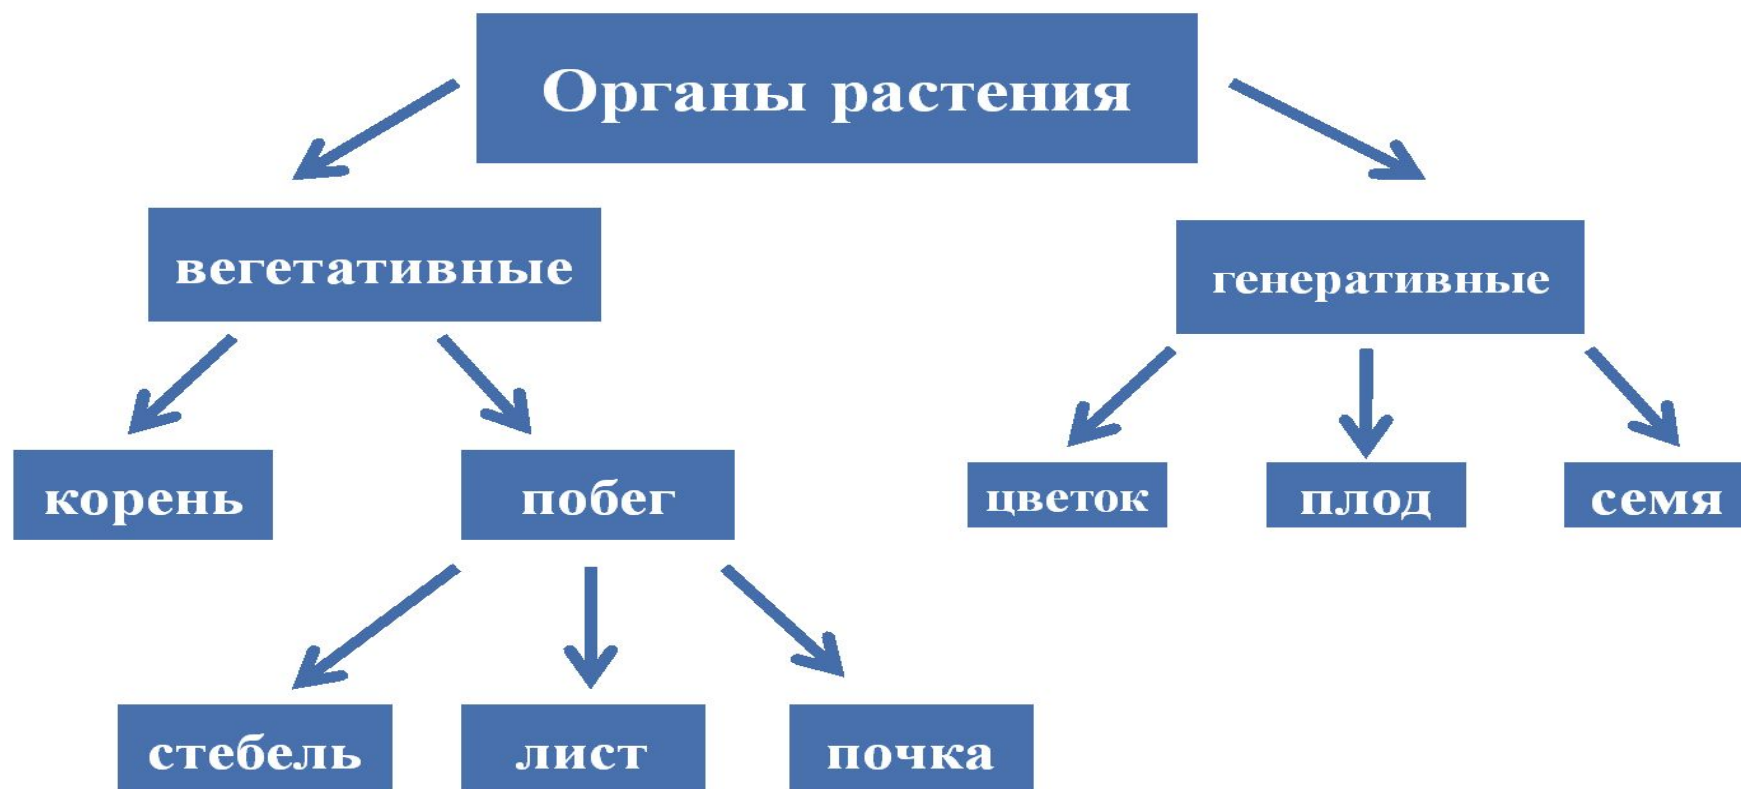 Органы растения
вегетативные
генеративные
корень
побег
цветок
плод
семя
стебель
лист
почка